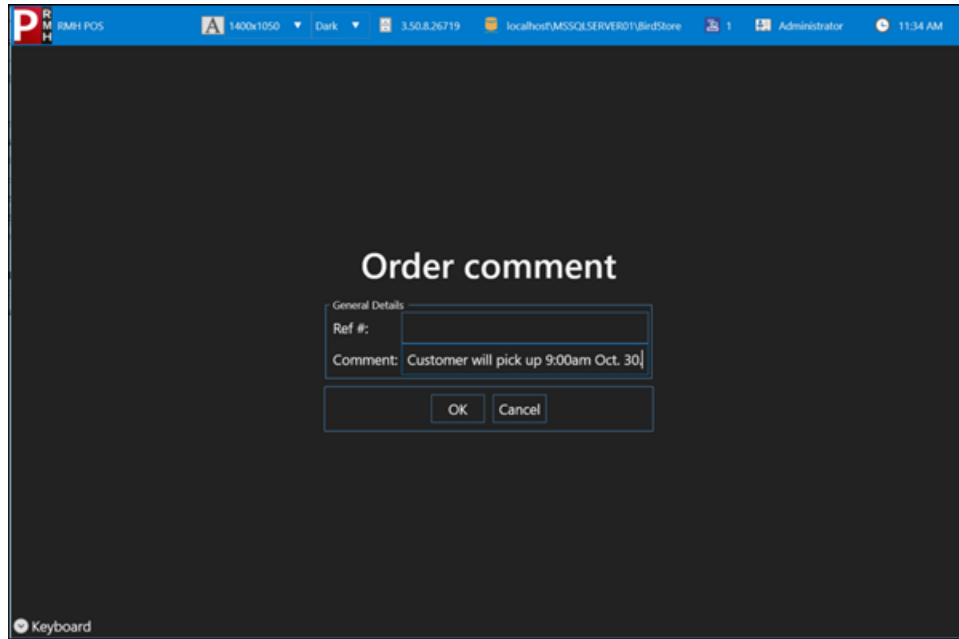 P RMH RMH POS A 1400x1050 Dark 3.50.8.26719 localhost\MSSQLSERVER01\BirdStore 1 Administrator 11:34 AM
Order comment
General Details
Ref #:
Comment: Customer will pick up 9:00am Oct. 30.
OK Cancel
Keyboard